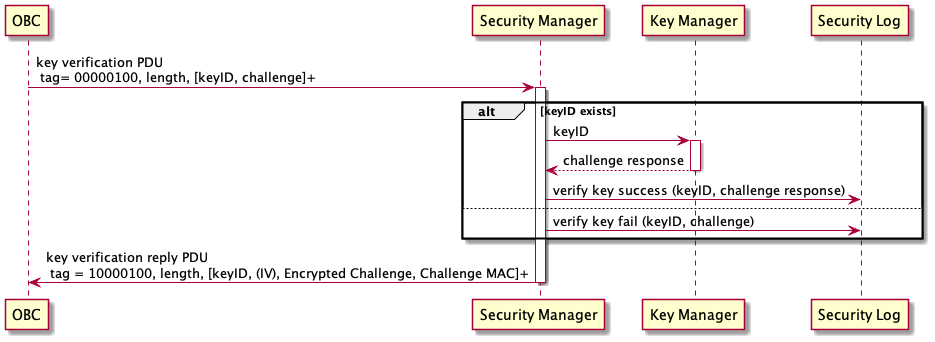 OBC
Security Manager
Key Manager
Security Log
key verification PDU
tag= 00000100, length, [keyID, challenge]+
alt
[keyID exists]
keyID
challenge response
verify key success (keyID, challenge response)
verify key fail (keyID, challenge)
key verification reply PDU
tag = 10000100, length, [keyID, (IV), Encrypted Challenge, Challenge MAC]+
OBC
Security Manager
Key Manager
Security Log